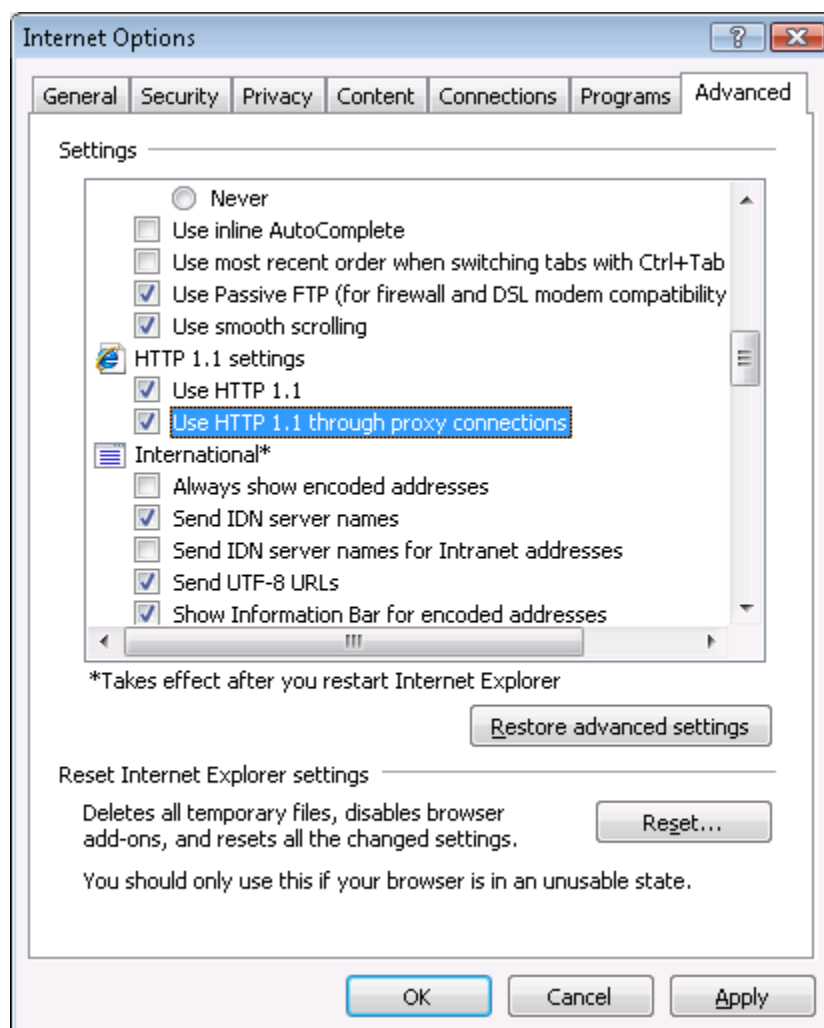 Internet Options
General Security Privacy Content Connections Programs Advanced
Settings
Never
Use inline AutoComplete
Use most recent order when switching tabs with Ctrl+Tab
Use Passive FTP (for firewall and DSL modem compatibility
Use smooth scrolling
HTTP 1.1 settings
Use HTTP 1.1
Use HTTP 1.1 through proxy connections
International*
Always show encoded addresses
Send IDN server names
Send IDN server names for Intranet addresses
Send UTF-8 URLs
Show Information Bar for encoded addresses
*Takes effect after you restart Internet Explorer
Restore advanced settings
Reset Internet Explorer settings
Deletes all temporary files, disables browser
add-ons, and resets all the changed settings.
Reset...
You should only use this if your browser is in an unusable state.
OK Cancel Apply